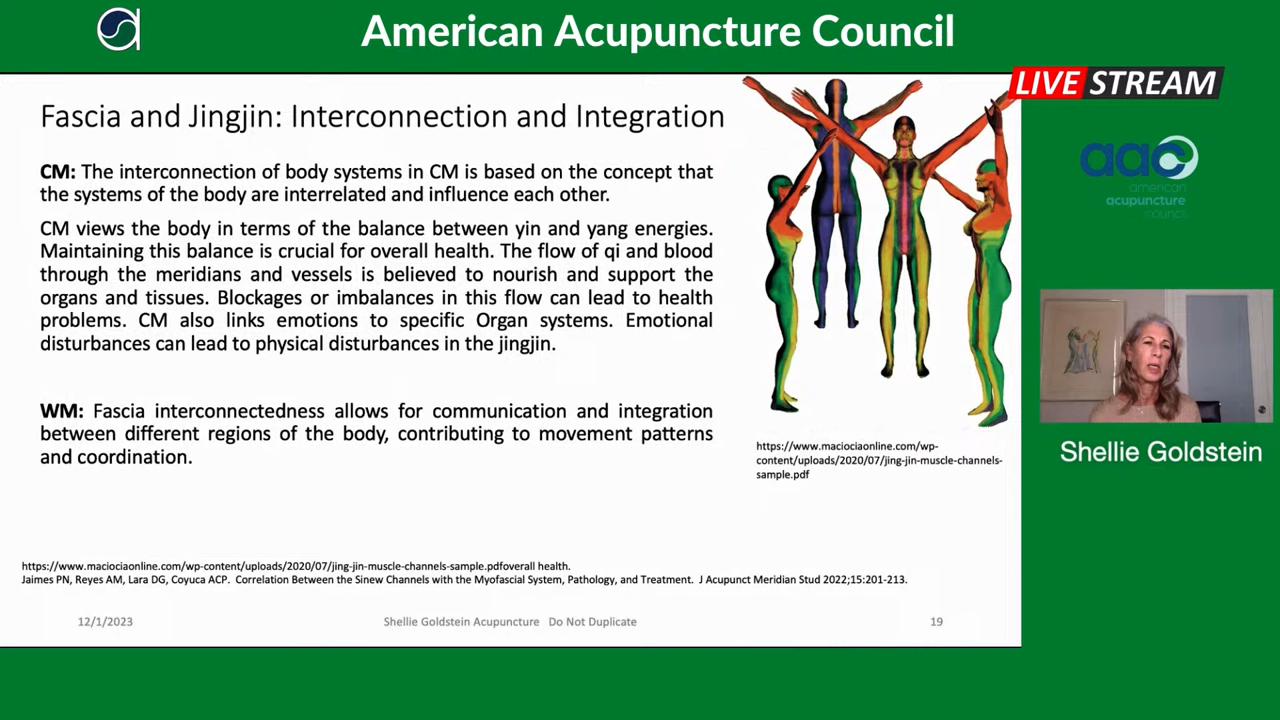 American Acupuncture Council
LIVE STREAM
Fascia and Jingjin: Interconnection and Integration
CM: The interconnection of body systems in CM is based on the concept that
the systems of the body are interrelated and influence each other.
CM views the body in terms of the balance between yin and yang energies.
Maintaining this balance is crucial for overall health. The flow of qi and blood
through the meridians and vessels is believed to nourish and support the
organs and tissues. Blockages or imbalances in this flow can lead to health
problems. CM also links emotions to specific Organ systems. Emotional
disturbances can lead to physical disturbances in the jingjin.
WM: Fascia interconnectedness allows for communication and integration
between different regions of the body, contributing to movement patterns
and coordination.
https://www.maciociaonline.com/wp-
content/uploads/2020/07/jing-jin-muscle-channels-
sample.pdf
https://www.maciociaonline.com/wp-content/uploads/2020/07/jing-jin-muscle-channels-sample.pdfoverall health.
Jaimes PN, Reyes AM, Lara DG, Coyuca ACP. Correlation Between the Sinew Channels with the Myofascial System, Pathology, and Treatment. J Acupunct Meridian Stud 2022;15:201-213.
12/1/2023
Shellie Goldstein Acupuncture Do Not Duplicate
19
aac
american
acupuncture
council
Shellie Goldstein